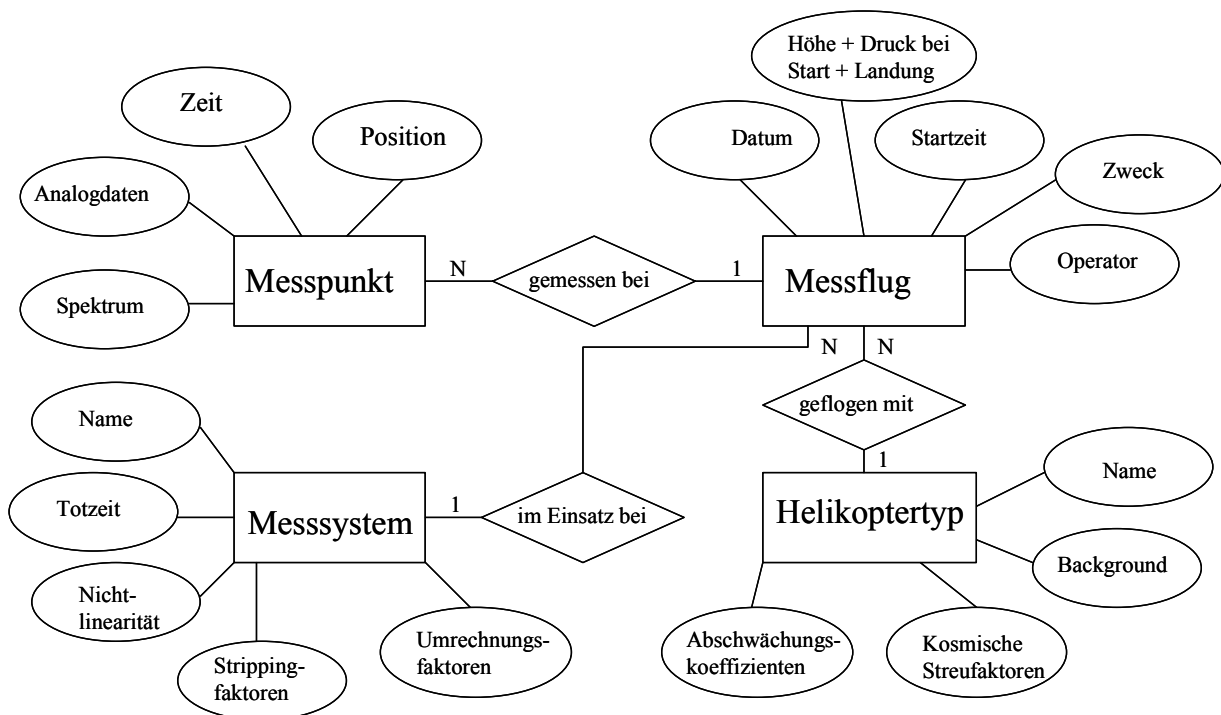 Höhe + Druck bei
Start + Landung
Zeit
Position
Datum
Startzeit
Zweck
Analogdaten
Operator
Messpunkt
N
gemessen bei
1
Messflug
Spektrum
N
N
geflogen mit
Name
1
Name
Totzeit
Messsystem
1
im Einsatz bei
Helikoptertyp
Background
Nicht-
linearität
Stripping-
faktoren
Umrechnungs-
faktoren
Abschwächungs-
koeffizienten
Kosmische
Streufaktoren